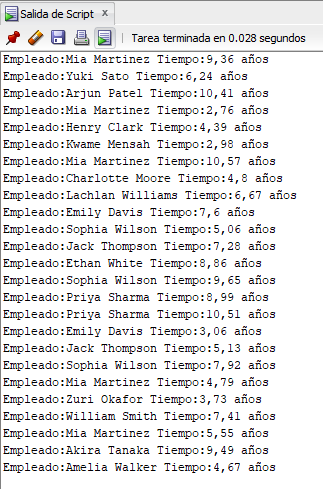 Salida de Script x
Tarea terminada en 0.028 segundos
Empleado:Mia Martinez Tiempo:9,36 años
Empleado:Yuki Sato Tiempo:6,24 años
Empleado:Arjun Patel Tiempo:10,41 años
Empleado:Mia Martinez Tiempo:2,76 años
Empleado:Henry Clark Tiempo:4,39 años
Empleado:Kwame Mensah Tiempo:2,98 años
Empleado:Mia Martinez Tiempo:10,57 años
Empleado:Charlotte Moore Tiempo:4,8 años
Empleado:Lachlan Williams Tiempo:6,67 años
Empleado:Emily Davis Tiempo:7,6 años
Empleado:Sophia Wilson Tiempo:5,06 años
Empleado:Jack Thompson Tiempo:7,28 años
Empleado:Ethan White Tiempo:8,86 años
Empleado:Sophia Wilson Tiempo:9,65 años
Empleado:Priya Sharma Tiempo:8,99 años
Empleado:Priya Sharma Tiempo:10,51 años
Empleado:Emily Davis Tiempo:3,06 años
Empleado:Jack Thompson Tiempo:5,13 años
Empleado:Sophia Wilson Tiempo:7,92 años
Empleado:Mia Martinez Tiempo:4,79 años
Empleado:Zuri Okafor Tiempo:3,73 años
Empleado:William Smith Tiempo:7,41 años
Empleado:Mia Martinez Tiempo:5,55 años
Empleado:Akira Tanaka Tiempo:9,49 años
Empleado:Amelia Walker Tiempo:4,67 años